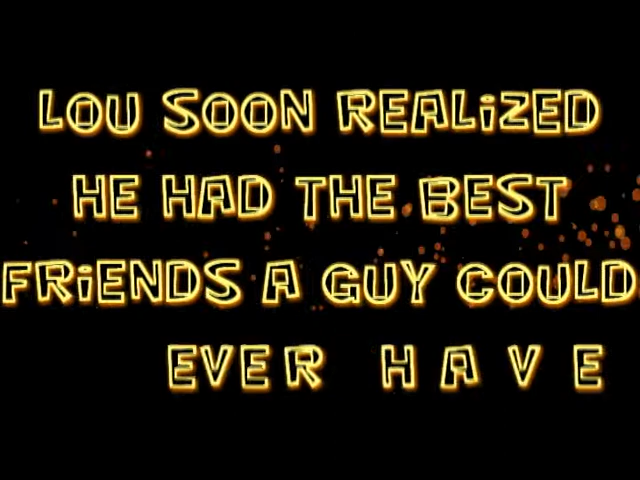 LOU SOON REALiZED
HE HAD THE BEST
FRiENDS A GUY COULD
EVER HAVE